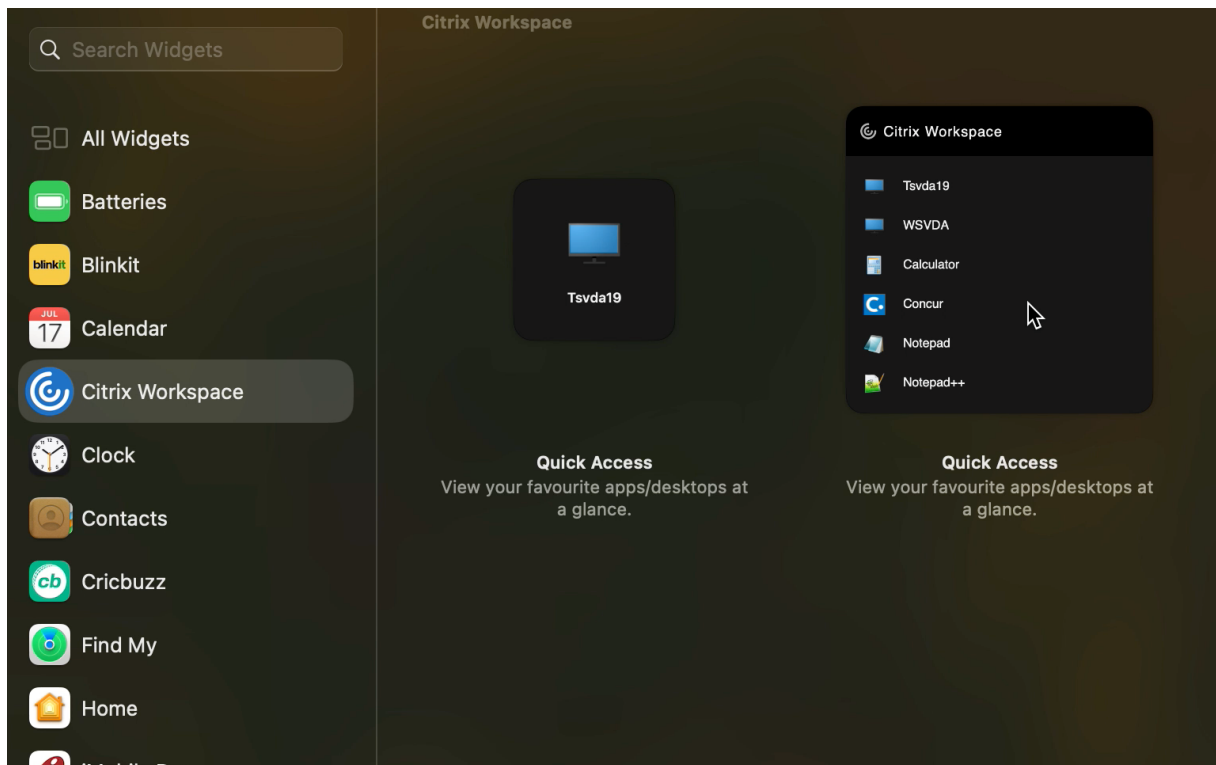 Search Widgets
All Widgets
Batteries
blinkit
Blinkit
JUL
17
Calendar
Citrix Workspace
Clock
Contacts
cb
Cricbuzz
Find My
Home
Citrix Workspace
Tsvda19
Quick Access
View your favourite apps/desktops at
a glance.
Citrix Workspace
Tsvda19
WSVDA
Calculator
C.
Concur
Notepad
Notepad++
Quick Access
View your favourite apps/desktops at
a glance.